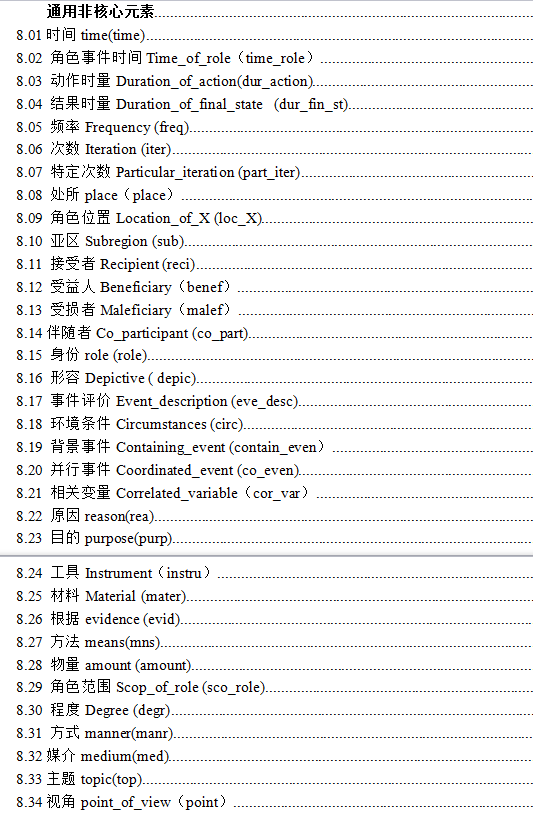 通用非核心元素
8.01 时间 time(time)
8.02 角色事件时间 Time_of_role（time_role）
8.03 动作时量 Duration_of_action(dur_action)
8.04 结果时量 Duration_of_final_state (dur_fin_st)
8.05 频率 Frequency (freq)
8.06 次数 Iteration (iter)
8.07 特定次数 Particular_iteration (part_iter)
8.08 处所 place（place）
8.09 角色位置 Location_of_X (loc_X)
8.10 亚区 Subregion (sub)
8.11 接受者 Recipient (reci)
8.12 受益人 Beneficiary（benef）
8.13 受损者 Maleficiary（malef）
8.14 伴随者 Co_participant (co_part)
8.15 身份 role (role)
8.16 形容 Depictive ( depic)
8.17 事件评价 Event_description (eve_desc)
8.18 环境条件 Circumstances (circ)
8.19 背景事件 Containing_event (contain_even）
8.20 并行事件 Coordinated_event (co_even)
8.21 相关变量 Correlated_variable（cor_var）
8.22 原因 reason(rea)
8.23 目的 purpose(purp)
8.24 工具 Instrument（instru）
8.25 材料 Material (mater)
8.26 根据 evidence (evid)
8.27 方法 means(mns)
8.28 物量 amount (amount)
8.29 角色范围 Scop_of_role (sco_role)
8.30 程度 Degree (degr)
8.31 方式 manner(manr)
8.32 媒介 medium(med)
8.33 主题 topic(top)
8.34 视角 point_of_view（point）